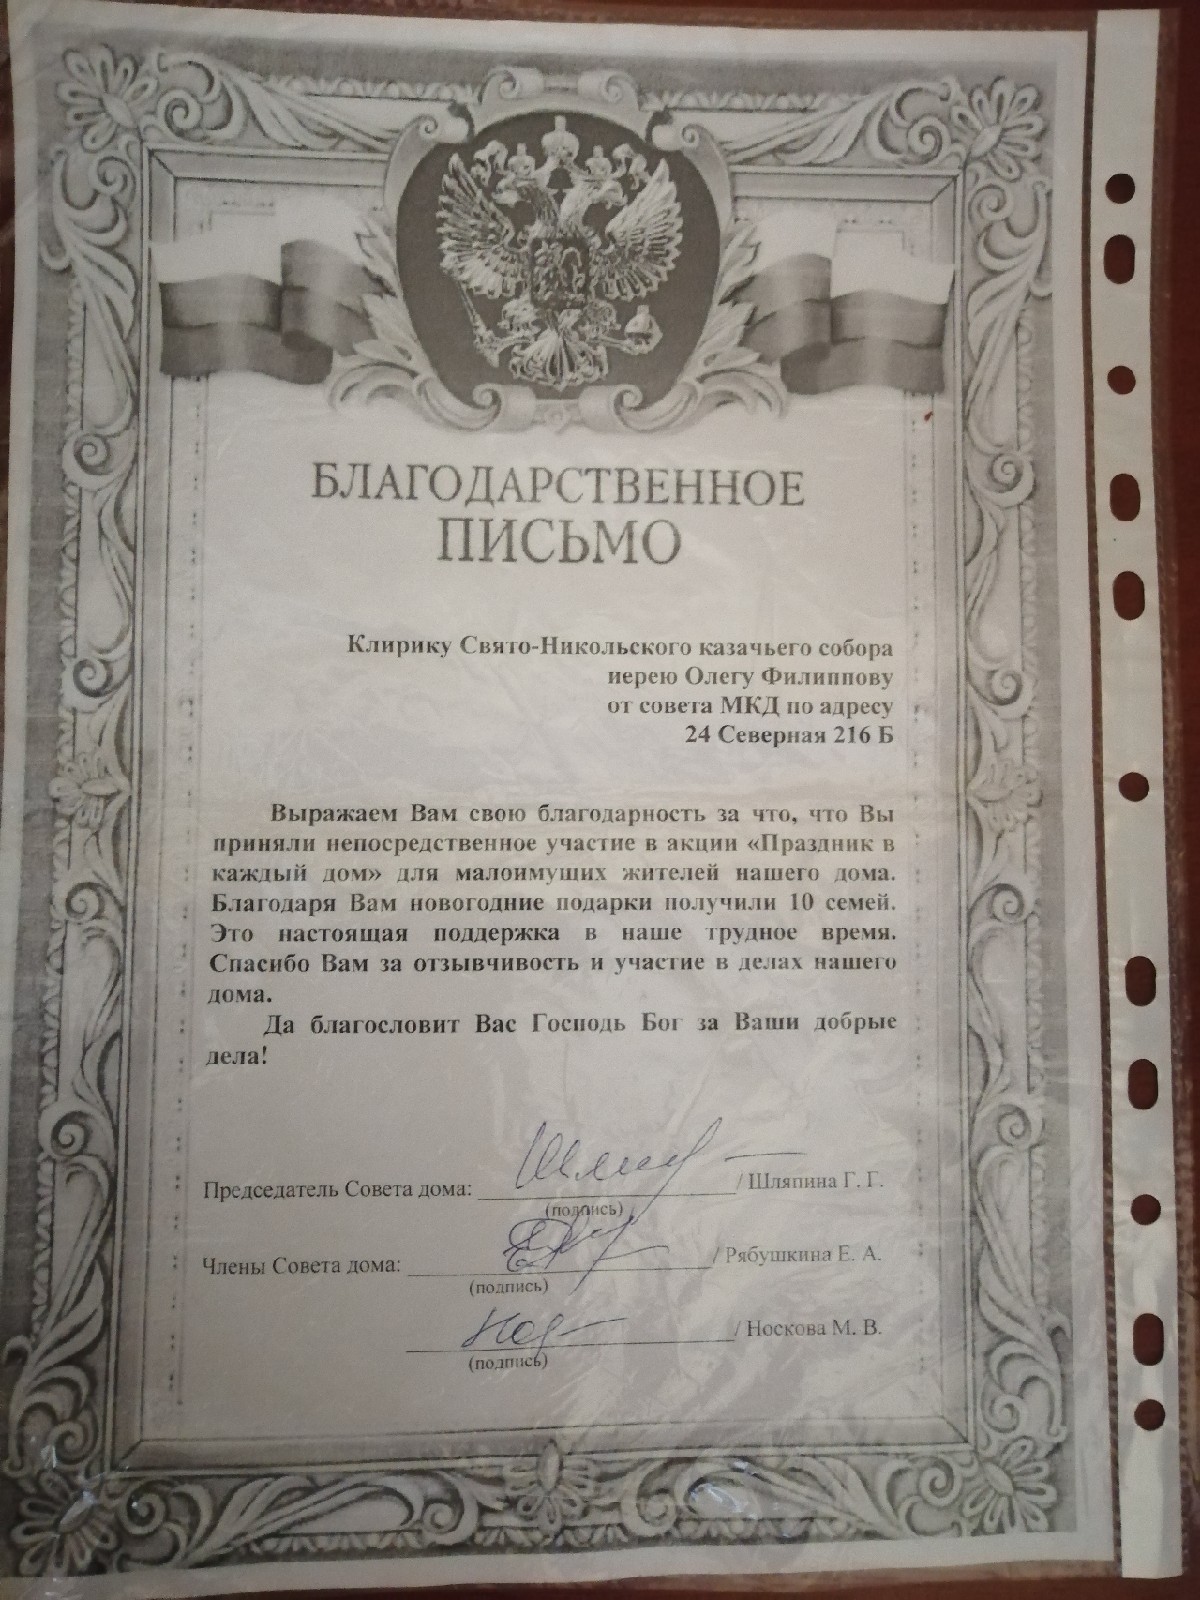 БЛАГОДАРСТВЕННОЕ
ПИСЬМО
Клирику Свято-Никольского казачьего собора
иерею Олегу Филиппову
от совета МКД по адресу
24 Северная 216 Б
Выражаем Вам свою благодарность за что, что Вы
приняли непосредственное участие в акции «Праздник в
каждый дом» для малоимущих жителей нашего дома.
Благодаря Вам новогодние подарки получили 10 семей.
Это настоящая поддержка в наше трудное время.
Спасибо Вам за отзывчивость и участие в делах нашего
дома.
Да благословит Вас Господь Бог за Ваши добрые
дела!
Председатель Совета дома: / Шляпина Г. Г.
(подпись)
Члены Совета дома: / Рябушкина Е. А.
(подпись)
/ Носкова М. В.
(подпись)